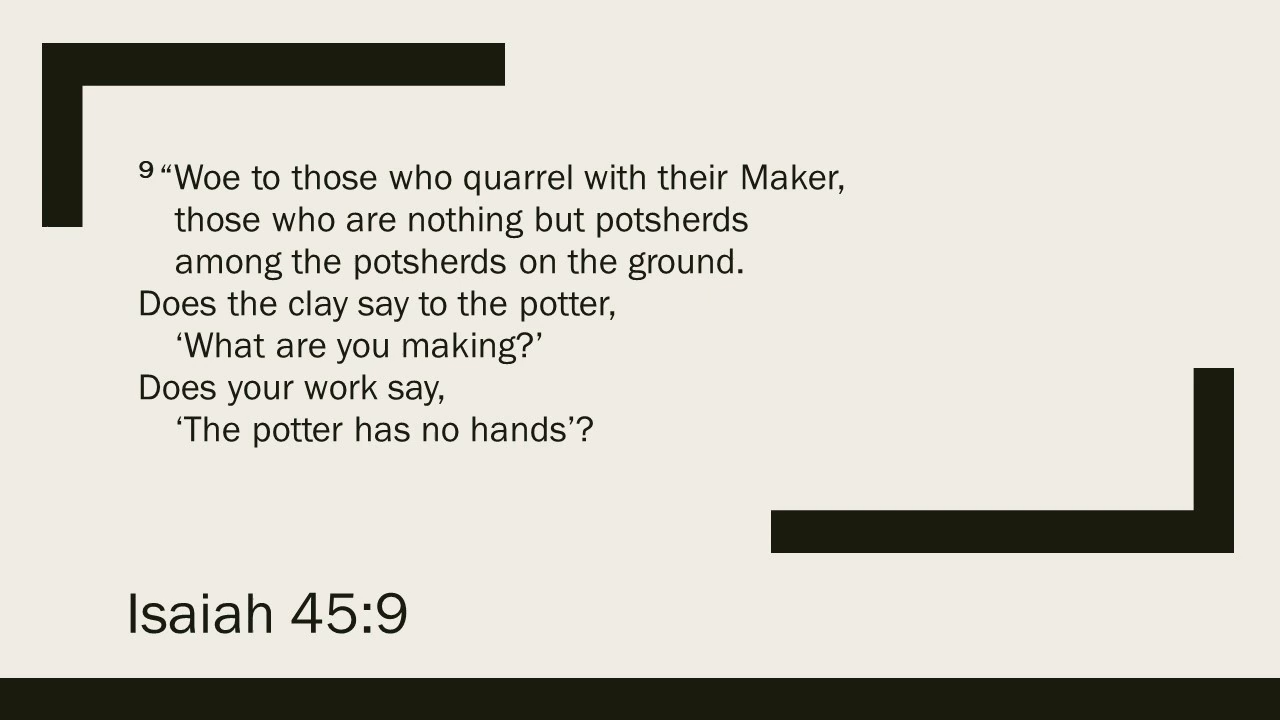 ⁹ “Woe to those who quarrel with their Maker,
those who are nothing but potsherds
among the potsherds on the ground.
Does the clay say to the potter,
‘What are you making?’
Does your work say,
‘The potter has no hands’?
Isaiah 45:9